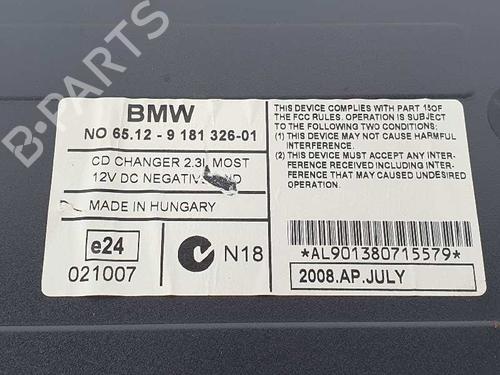 B-PARTS
BMW
NO 65.12 - 9 181 326-01
CD CHANGER 2.3I MOST
12V DC NEGATIVE
MADE IN HUNGARY
e24
021007
N18
THIS DEVICE COMPLIES WITH PART 15OF
THE FCC RULES. OPERATION IS SUBJECT
TO THE FOLLOWING TWO CONDITIONS:
(1) THIS DEVICE MAY NOT CAUSE HARMFUL
INTERFERENCE, AND
(2) THIS DEVICE MUST ACCEPT ANY INTER-
FERENCE RECEIVED INCLUDING INTER-
FERENCE THAT MAY CAUSED UNDESIRED
OPERATION.
*AL901380715579*
2008.AP.JULY